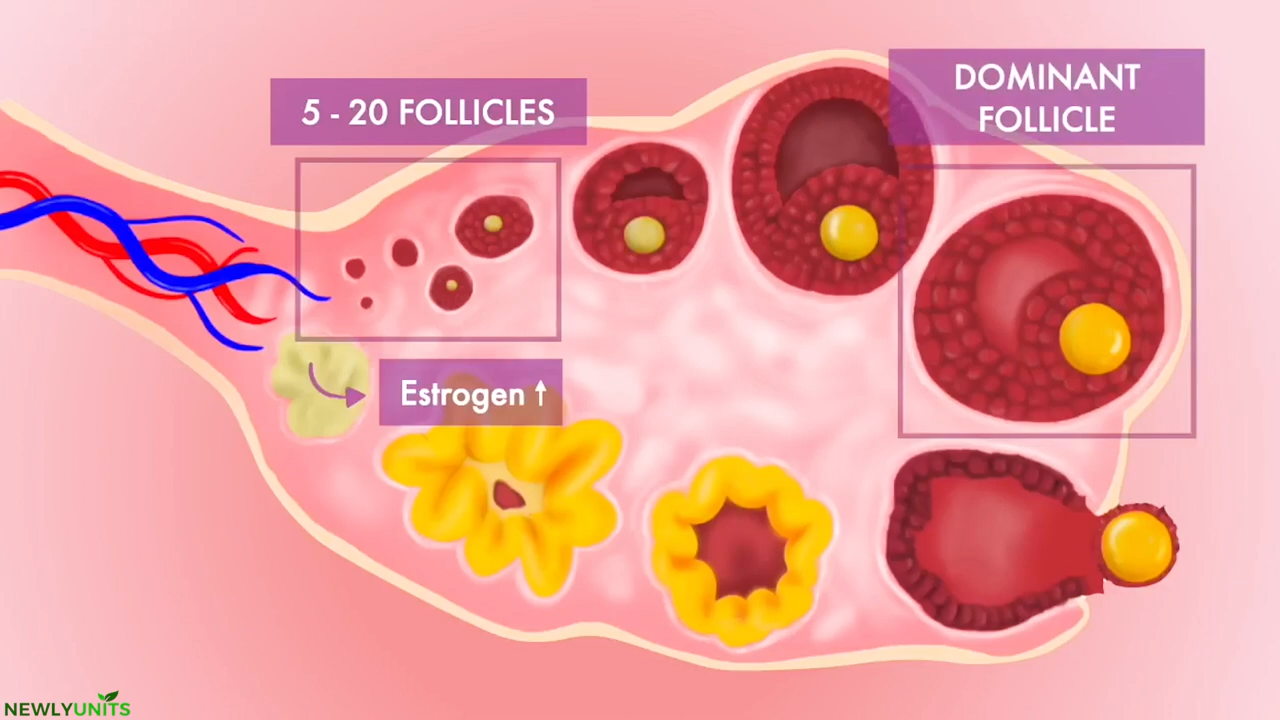 5 - 20 FOLLICLES
DOMINANT
FOLLICLE
Estrogen ↑
NEWLYUNITS